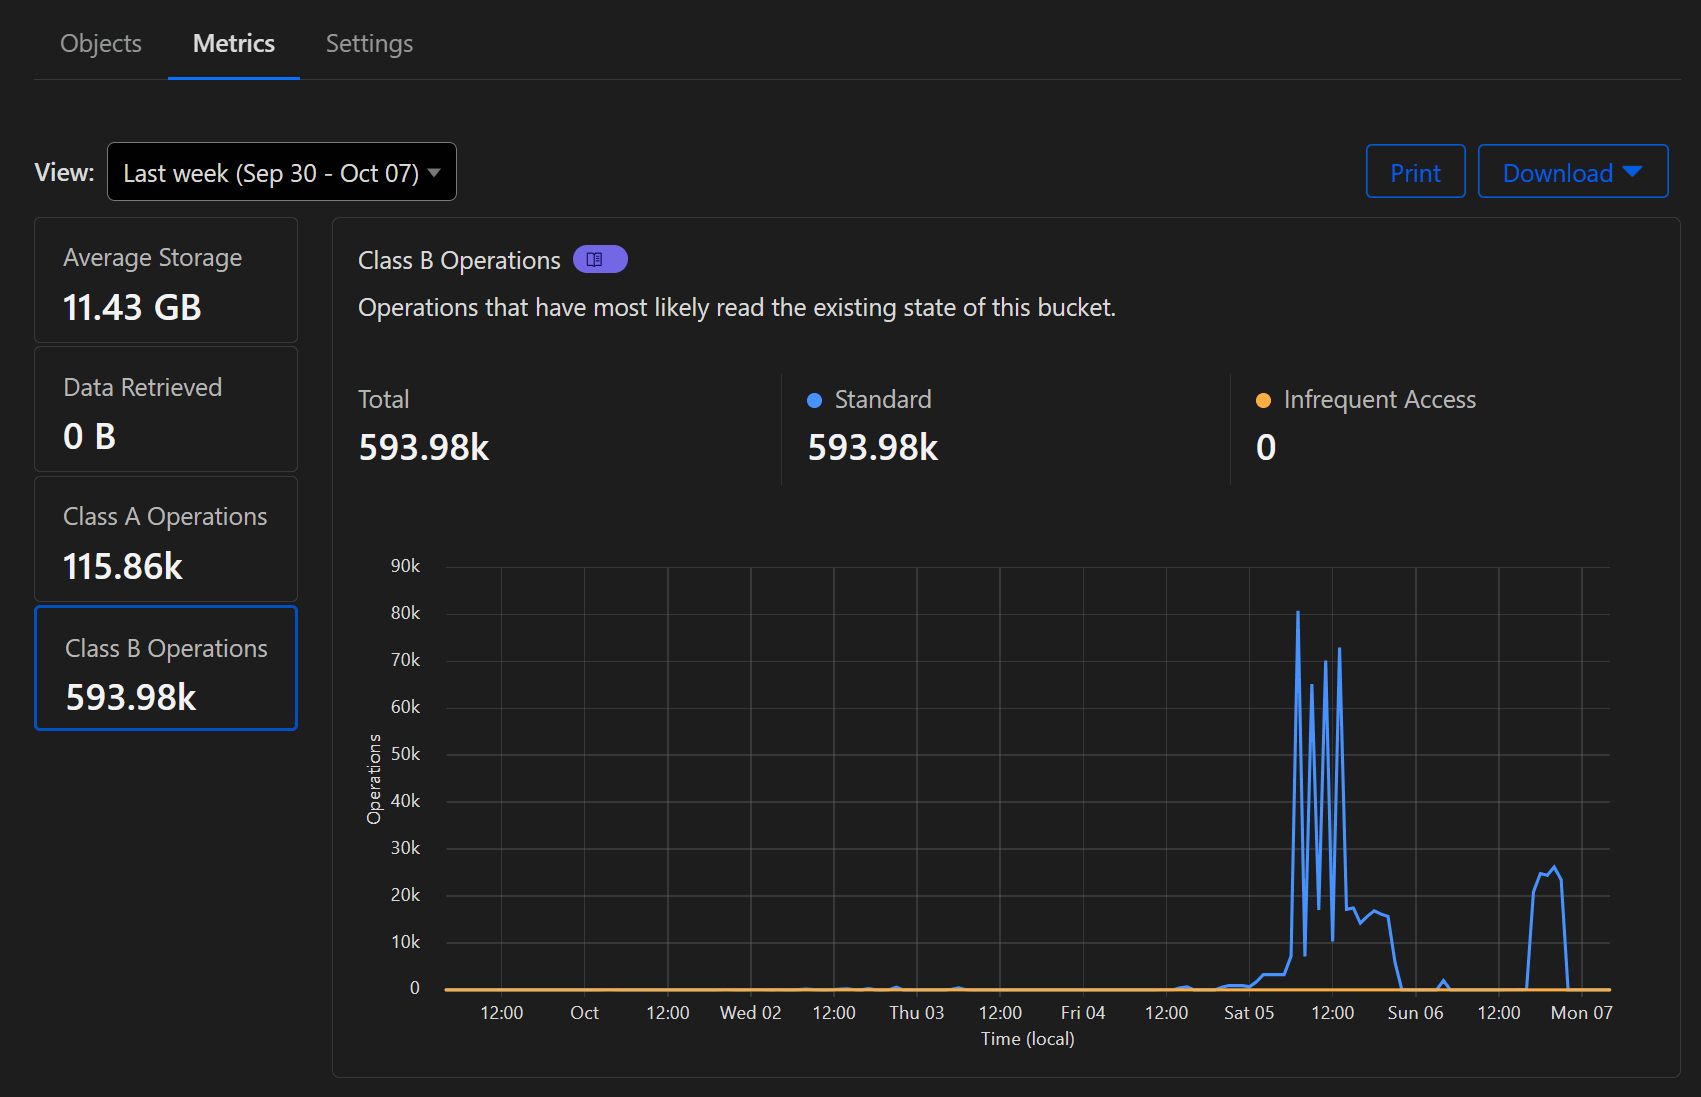 Objects Metrics Settings
View: Last week (Sep 30 - Oct 07) Print Download
Average Storage
11.43 GB
Data Retrieved
0 B
Class A Operations
115.86k
Class B Operations
593.98k
Class B Operations
Operations that have most likely read the existing state of this bucket.
Total
593.98k
Standard
593.98k
Infrequent Access
0
90k
80k
70k
60k
50k
40k
30k
20k
10k
0
Operations
12:00 Oct 12:00 Wed 02 12:00 Thu 03 12:00 Fri 04 12:00 Sat 05 12:00 Sun 06 12:00 Mon 07
Time (local)